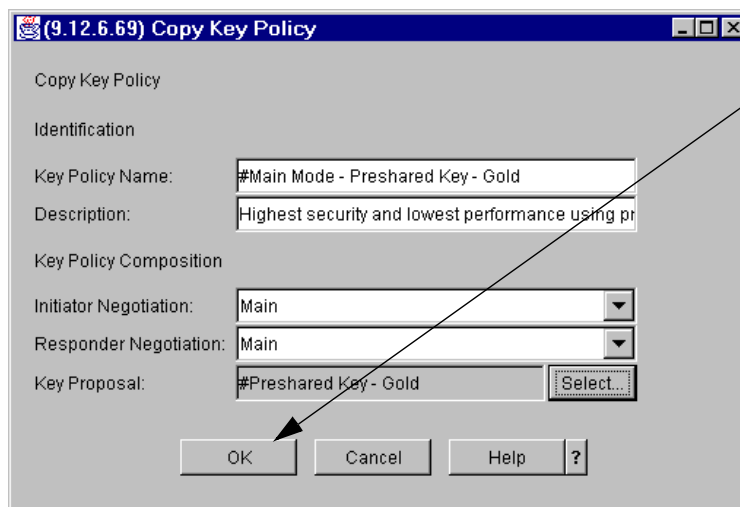 (9.12.6.69) Copy Key Policy
Copy Key Policy
Identification
Key Policy Name: #Main Mode - Preshared Key - Gold
Description: Highest security and lowest performance using pr
Key Policy Composition
Initiator Negotiation: Main
Responder Negotiation: Main
Key Proposal: #Preshared Key - Gold Select...
OK Cancel Help ?